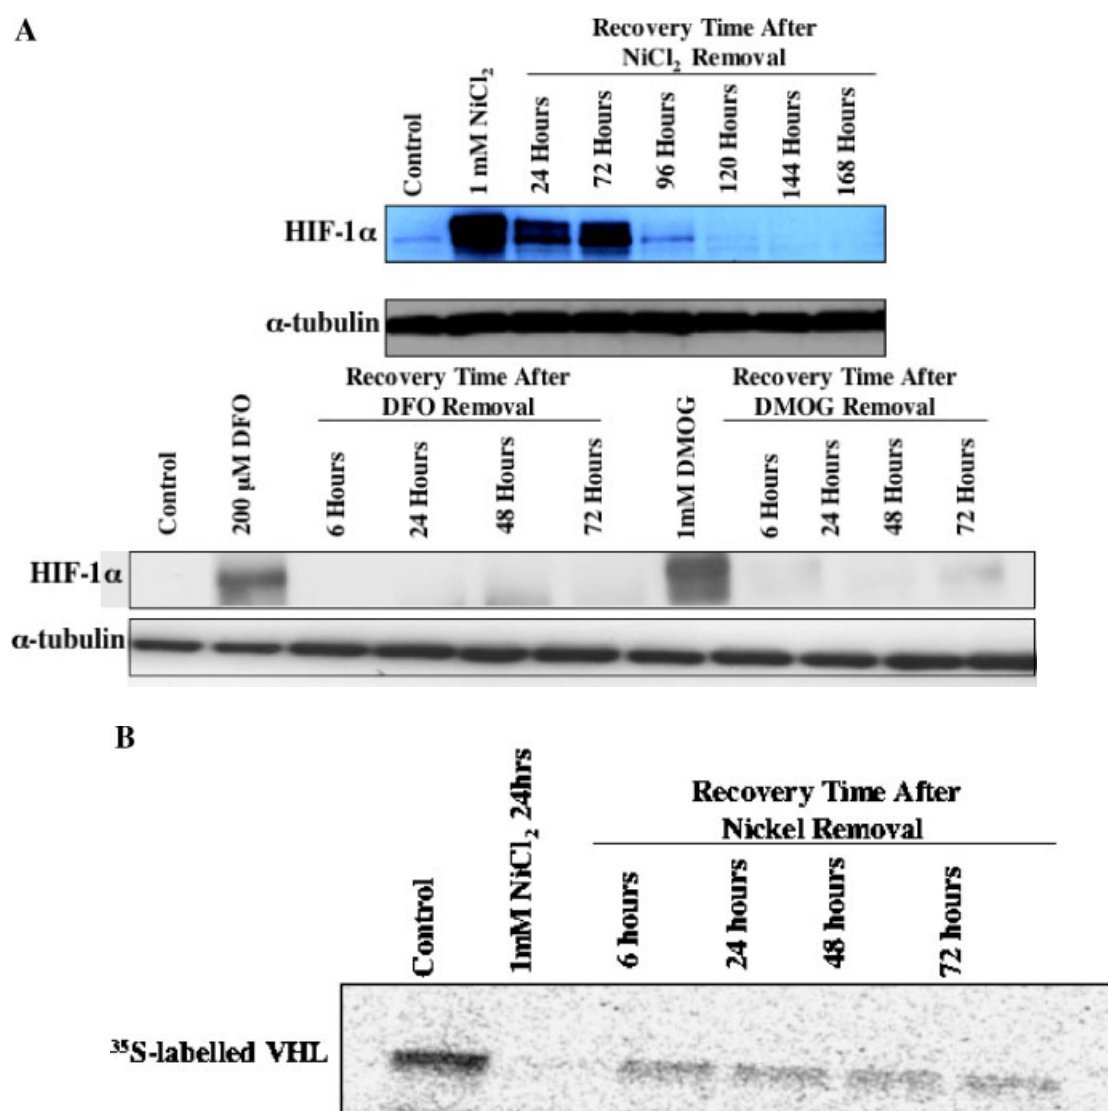 A
Recovery Time After
NiCl₂ Removal
Control
1 mM NiCl₂
24 Hours
72 Hours
96 Hours
120 Hours
144 Hours
168 Hours
HIF-1α
α-tubulin
Recovery Time After
DFO Removal
Recovery Time After
DMOG Removal
Control
200 µM DFO
6 Hours
24 Hours
48 Hours
72 Hours
1mM DMOG
6 Hours
24 Hours
48 Hours
72 Hours
HIF-1α
α-tubulin
B
Recovery Time After
Nickel Removal
Control
1mM NiCl₂ 24hrs
6 hours
24 hours
48 hours
72 hours
³⁵S-labelled VHL